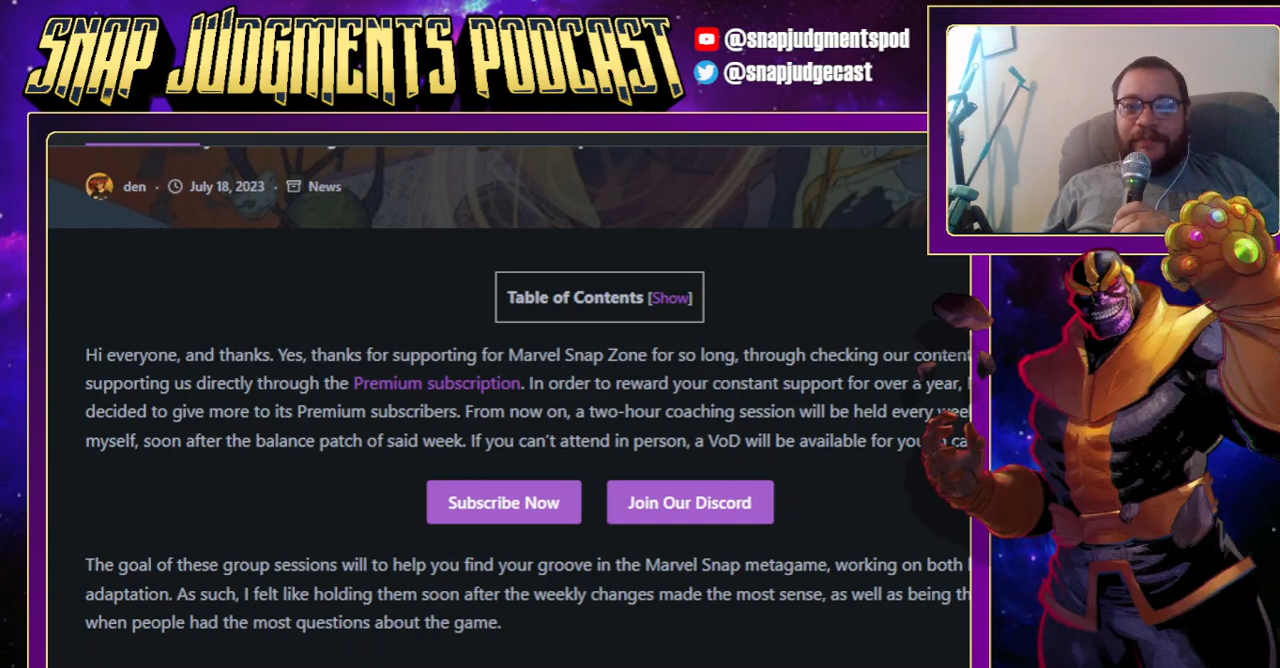 SNAP JUDGMENTS PODCAST
@snapjudgmentspod
@snapjudgecast
den · July 18, 2023 · News
Table of Contents [Show]
Hi everyone, and thanks. Yes, thanks for supporting for Marvel Snap Zone for so long, through checking our content
supporting us directly through the Premium subscription. In order to reward your constant support for over a year,
decided to give more to its Premium subscribers. From now on, a two-hour coaching session will be held every
myself, soon after the balance patch of said week. If you can't attend in person, a VoD will be available for you
Subscribe Now
Join Our Discord
The goal of these group sessions will to help you find your groove in the Marvel Snap metagame, working on both
adaptation. As such, I felt like holding them soon after the weekly changes made the most sense, as well as being
when people had the most questions about the game.